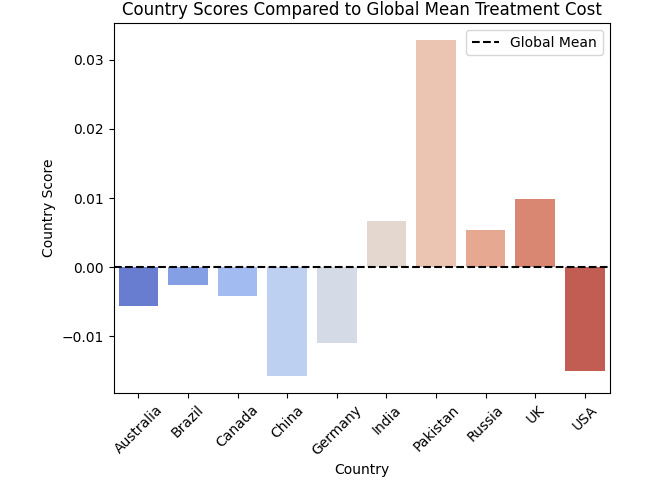 Country Scores Compared to Global Mean Treatment Cost
Global Mean
Country Score
0.03
0.02
0.01
0.00
−0.01
Australia
Brazil
Canada
China
Germany
India
Pakistan
Russia
UK
USA
Country